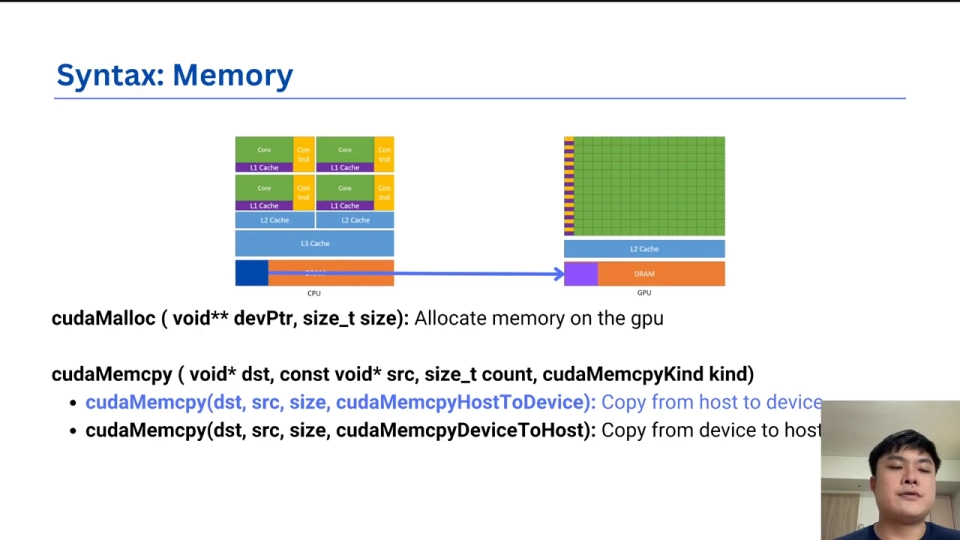 Syntax: Memory
Core
Con
trol
Core
Con
trol
L1 Cache
L1 Cache
Core
Con
trol
Core
Con
trol
L1 Cache
L1 Cache
L2 Cache
L2 Cache
L3 Cache
L2 Cache
DRAM
DRAM
CPU
GPU
cudaMalloc ( void** devPtr, size_t size): Allocate memory on the gpu
cudaMemcpy ( void* dst, const void* src, size_t count, cudaMemcpyKind kind)
• cudaMemcpy(dst, src, size, cudaMemcpyHostToDevice): Copy from host to device
• cudaMemcpy(dst, src, size, cudaMemcpyDeviceToHost): Copy from device to host